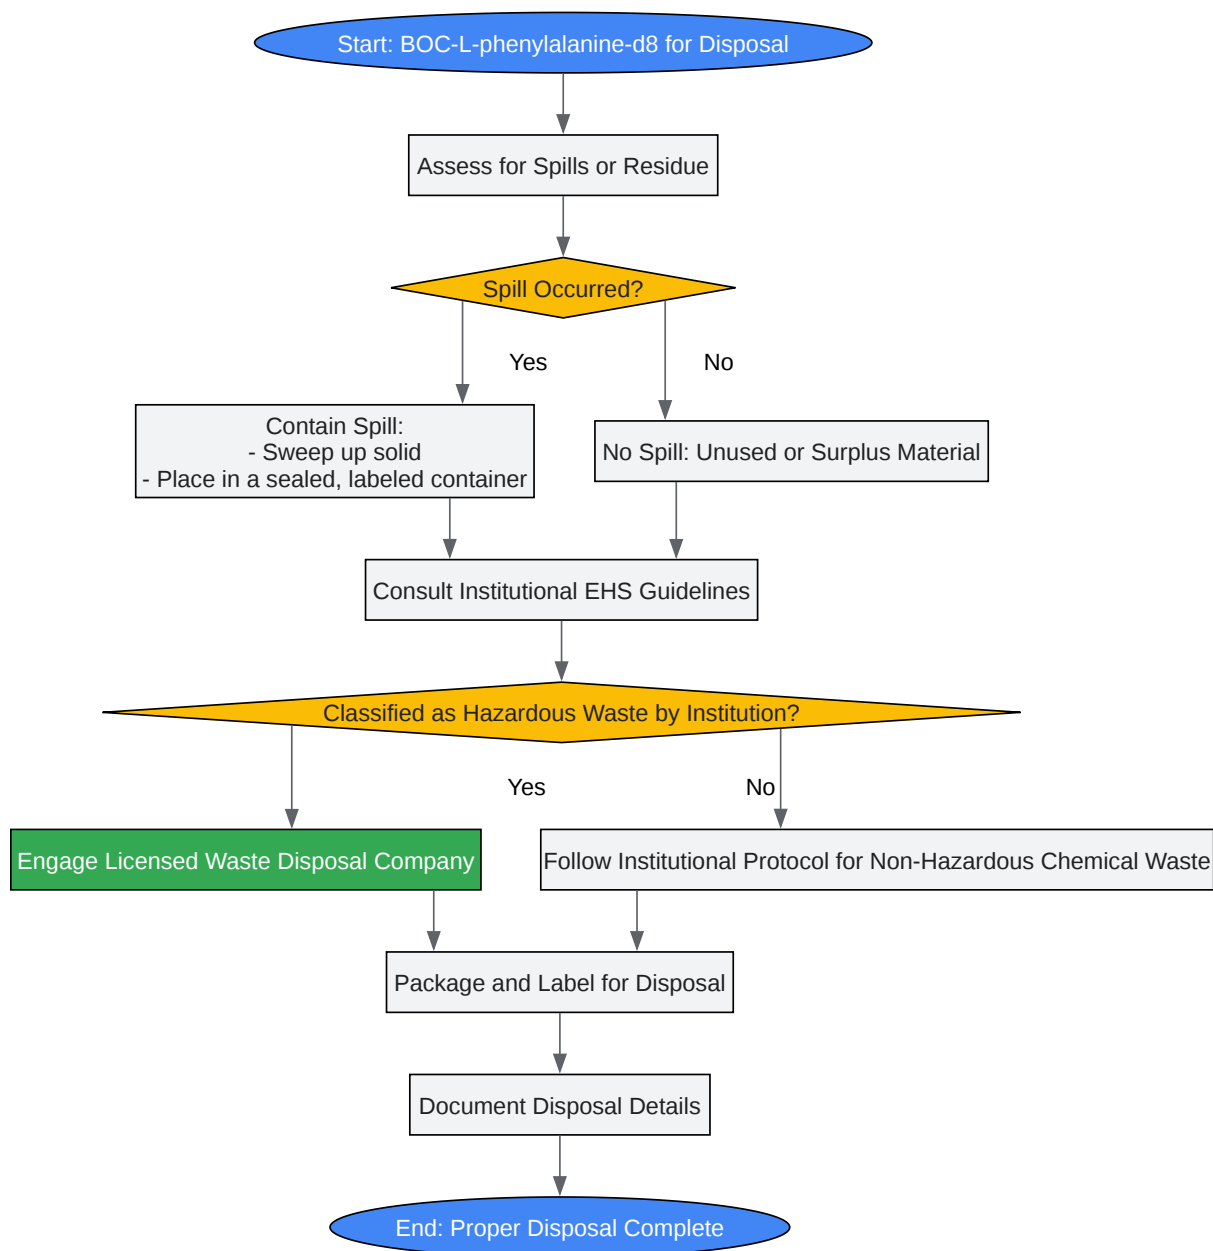 Start: BOC-L-phenylalanine-d8 for Disposal
Assess for Spills or Residue
Spill Occurred?
Yes
No
Contain Spill:
- Sweep up solid
- Place in a sealed, labeled container
No Spill: Unused or Surplus Material
Consult Institutional EHS Guidelines
Classified as Hazardous Waste by Institution?
Yes
No
Engage Licensed Waste Disposal Company
Follow Institutional Protocol for Non-Hazardous Chemical Waste
Package and Label for Disposal
Document Disposal Details
End: Proper Disposal Complete